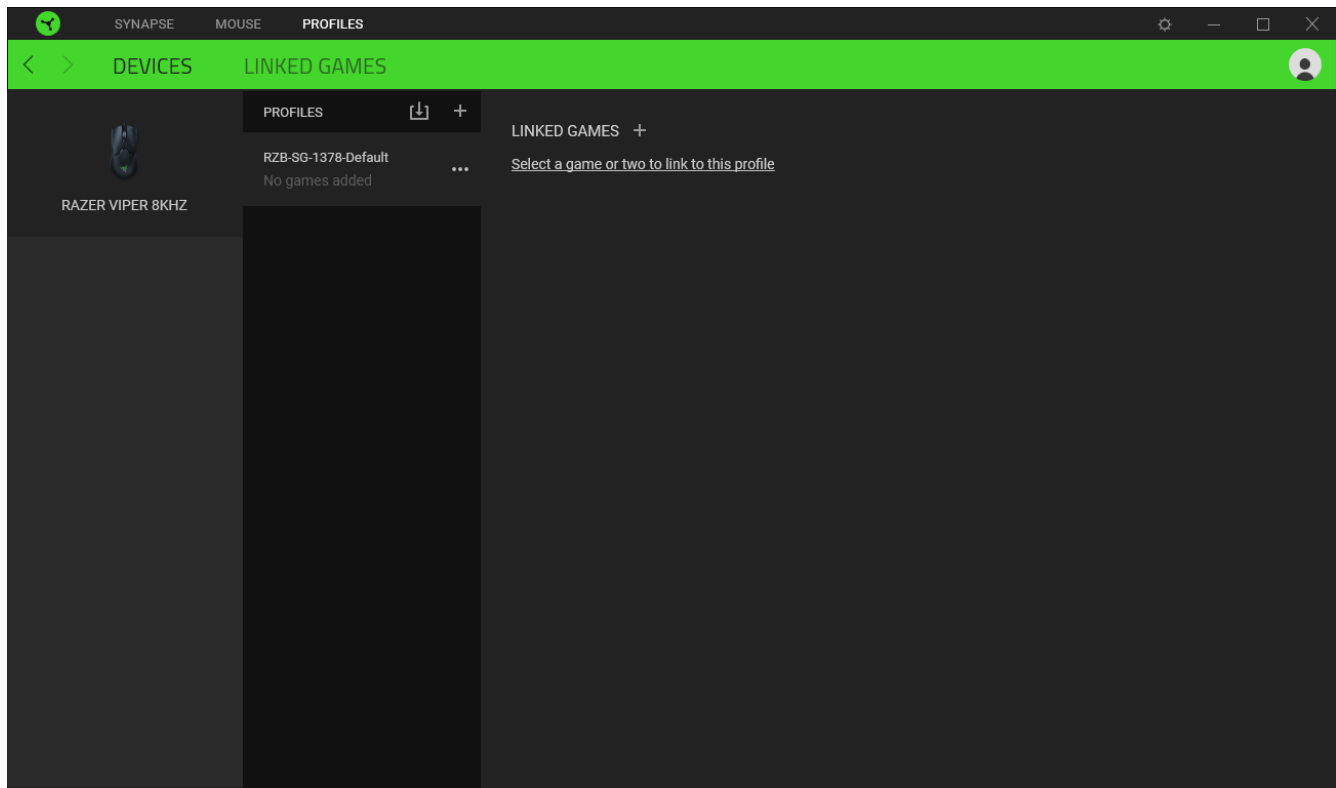 SYNAPSE MOUSE PROFILES
DEVICES LINKED GAMES
RAZER VIPER 8KHZ
PROFILES
RZB-SG-1378-Default
No games added
LINKED GAMES
Select a game or two to link to this profile